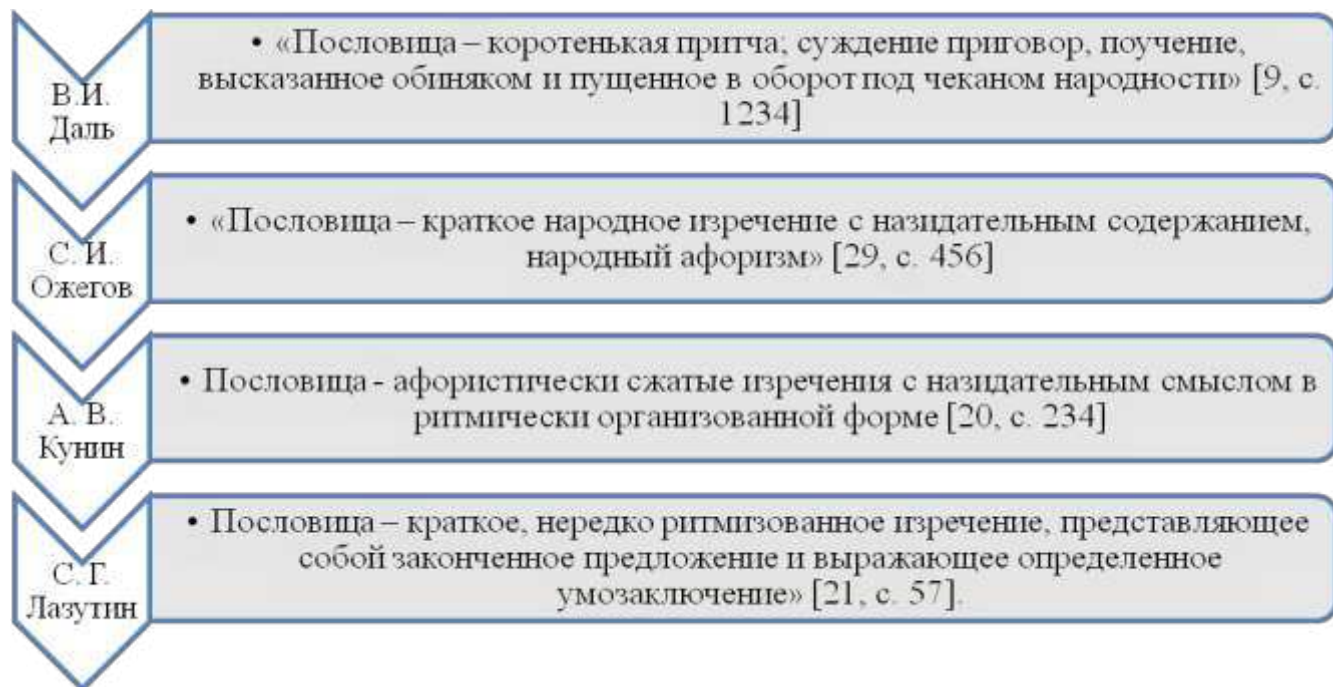 В.И.
Даль
• «Пословица – коротенькая притча; суждение приговор, поучение,
высказанное обиняком и пущенное в оборот под чеканом народности» [9, с.
1234]
С. И.
Ожегов
• «Пословица – краткое народное изречение с назидательным содержанием,
народный афоризм» [29, с. 456]
А. В.
Кунин
• Пословица - афористически сжатые изречения с назидательным смыслом в
ритмически организованной форме [20, с. 234]
С. Г.
Лазутин
• Пословица – краткое, нередко ритмизованное изречение, представляющее
собой законченное предложение и выражающее определенное
умозаключение» [21, с. 57].